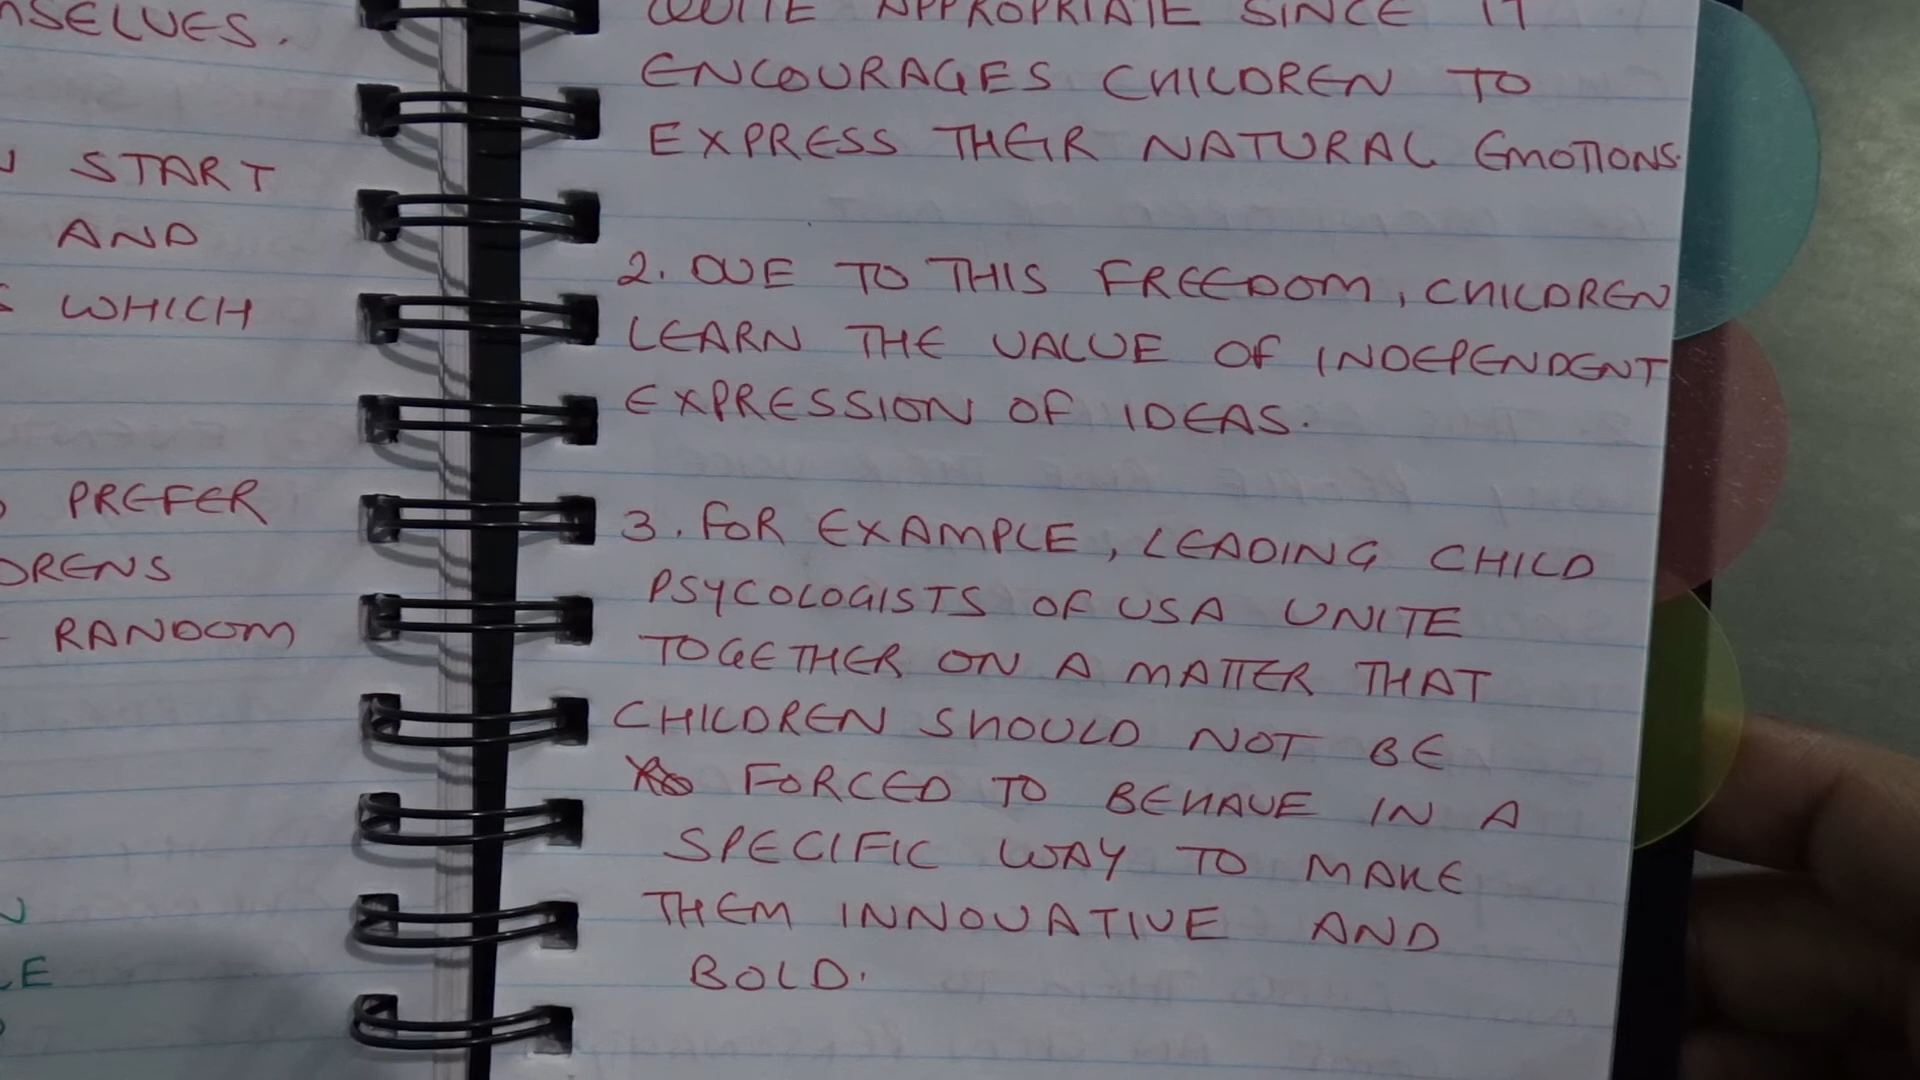 MSELVES.
START
AND
WHICH
PREFER
DRENS
RANDOM
LE
QUITE APPROPRIATE SINCE IT
ENCOURAGES CHILDREN TO
EXPRESS THEIR NATURAL EMOTIONS.
2. DUE TO THIS FREEDOM, CHILDREN
LEARN THE VALUE OF INDEPENDENT
EXPRESSION OF IDEAS.
3. FOR EXAMPLE, LEADING CHILD
PSYCOLOGISTS OF USA UNITE
TOGETHER ON A MATTER THAT
CHILDREN SHOULD NOT BE
FORCED TO BEHAVE IN A
SPECIFIC WAY TO MAKE
THEM INNOVATIVE AND
BOLD.